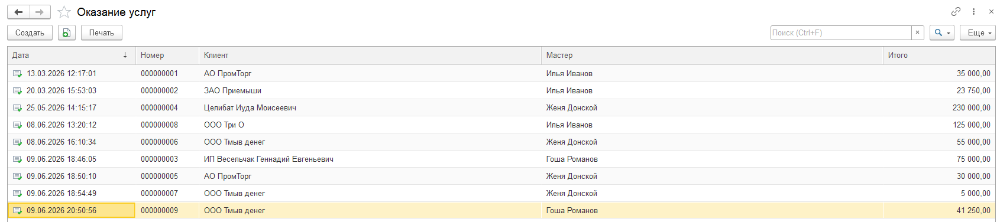 Оказание услуг
Создать Печать Поиск (Ctrl+F) × Еще
Дата ↓ Номер Клиент Мастер Итого
13.03.2026 12:17:01 000000001 АО ПромТорг Илья Иванов 35 000,00
20.03.2026 15:53:03 000000002 ЗАО Приемыши Илья Иванов 23 750,00
25.05.2026 14:15:17 000000004 Целибат Иуда Моисеевич Женя Донской 230 000,00
08.06.2026 13:20:12 000000008 ООО Три О Илья Иванов 125 000,00
08.06.2026 16:10:34 000000006 ООО Тмыв денег Женя Донской 55 000,00
09.06.2026 18:46:05 000000003 ИП Весельчак Геннадий Евгеньевич Гоша Романов 75 000,00
09.06.2026 18:50:10 000000005 АО ПромТорг Женя Донской 30 000,00
09.06.2026 18:54:49 000000007 ООО Тмыв денег Женя Донской 5 000,00
09.06.2026 20:50:56 000000009 ООО Тмыв денег Гоша Романов 41 250,00